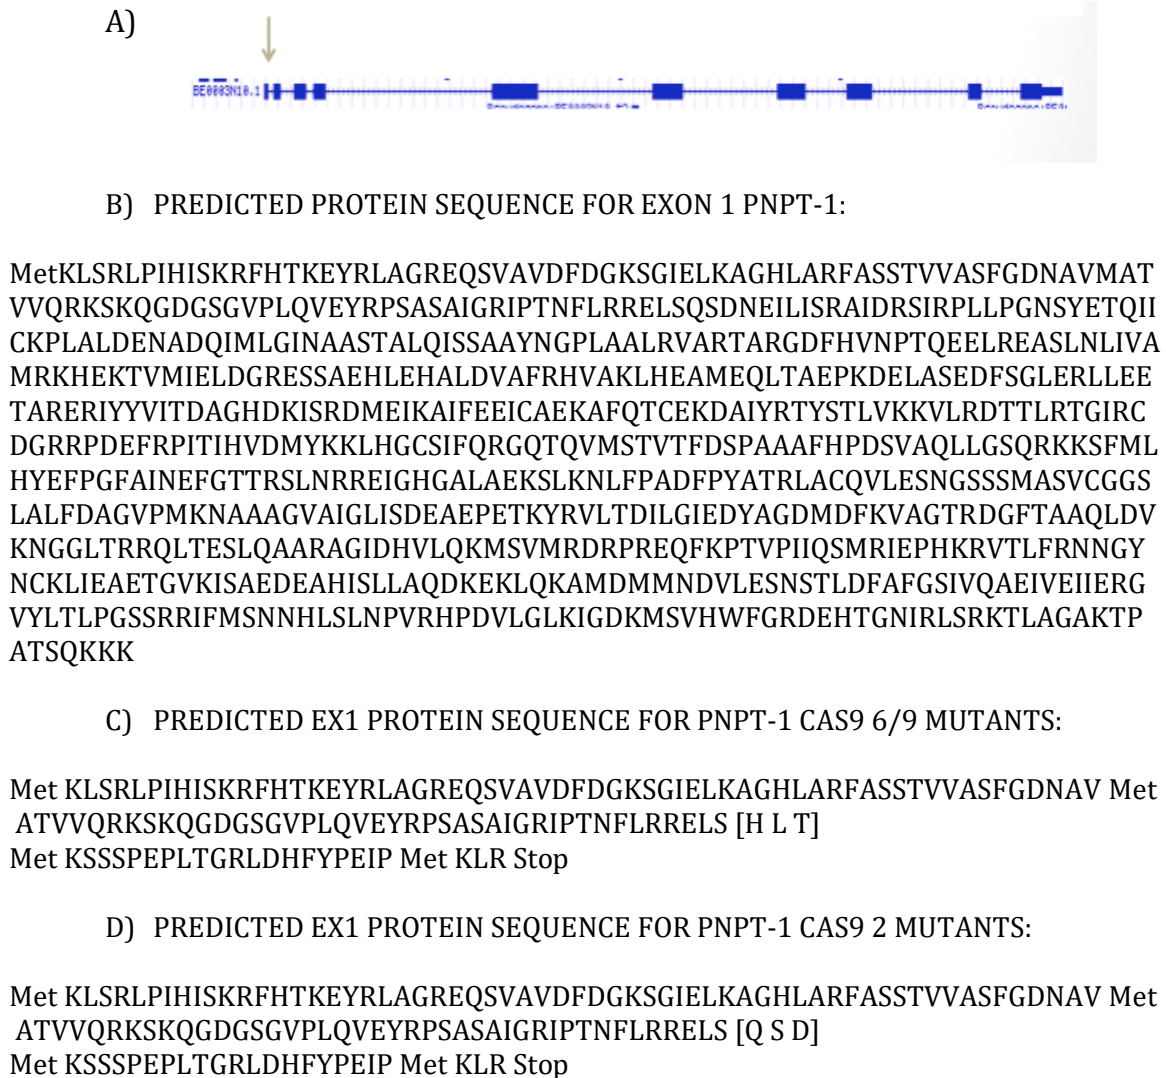 A)
BE0003N10.1
B) PREDICTED PROTEIN SEQUENCE FOR EXON 1 PNPT-1:
MetKLSRLPIHISKRFHTKEYRLAGREQSVAVDFDGKSGIELKAGHLARFASSTVVASFGDNAVMAT
VVQRKSKQGDGSGVPLQVEYRPSASAIGRIPTNFLRRELSQSDNEILISRAIDRSIRPLLPGNSYETQII
CKPLALDENADQIMLGINAASTALQISSAAYNGPLAALRVARTARGDFHVNPTQEELREASLNLIVA
MRKHEKTVMIELDGRESSAEHLEHALDVAFRHVAKLHEAMEQLTAEPKDELASEDFSGLERLLEE
TARERIYYVITDAGHDKISRDMEIKAIFEEICAEKAFQTCEKDAIYRTYSTLVKKVLRDTTLRTGIRC
DGRRPDEFRPITIHVDMYKKLHGCSIFQRGQTQVMSTVTFDSPAAAFHPDSVAQLLGSQRKKSFML
HYEFPGFAINEFGTTRSLNRREIGHGALAEKSLKNLFPADFPYATRLACQVLESNGSSSMASVCGGS
LALFDAGVPMKNAAAGVAIGLISDEAEPETKYRVLTDILGIEDYAGDMDFKVAGTRDGFTAAQLDV
KNGGLTRRQLTESLQAARAGIDHVLQKMSVMRDRPREQFKPTVPIIQSMRIEPHKRVTLFRNNGY
NCKLIEAETGVKISAEDEAHISLLAQDKEKLQKAMDMMNDVLESNSTLDFAFGSIVQAEIVEIIERG
VYLTLPGSSRRIFMSNNHLSLNPVRHPDVLGLKIGDKMSVHWFGRDEHTGNIRLSRKTLAGAKTP
ATSQKKK
C) PREDICTED EX1 PROTEIN SEQUENCE FOR PNPT-1 CAS9 6/9 MUTANTS:
Met KLSRLPIHISKRFHTKEYRLAGREQSVAVDFDGKSGIELKAGHLARFASSTVVASFGDNAV Met
ATVVQRKSKQGDGSGVPLQVEYRPSASAIGRIPTNFLRRELS [H L T]
Met KSSSPEPLTGRLDHFYPEIP Met KLR Stop
D) PREDICTED EX1 PROTEIN SEQUENCE FOR PNPT-1 CAS9 2 MUTANTS:
Met KLSRLPIHISKRFHTKEYRLAGREQSVAVDFDGKSGIELKAGHLARFASSTVVASFGDNAV Met
ATVVQRKSKQGDGSGVPLQVEYRPSASAIGRIPTNFLRRELS [Q S D]
Met KSSSPEPLTGRLDHFYPEIP Met KLR Stop